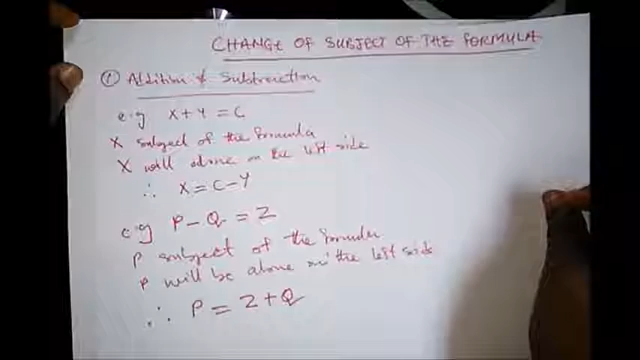 CHANGE OF SUBJECT OF THE FORMULA
① Addition & Subtraction
e.g X + Y = C
X subject of the formula
X will alone on the left side
∴ X = C - Y
e.g P - Q = Z
P subject of the formula
P will be alone on the left side
∴ P = Z + Q